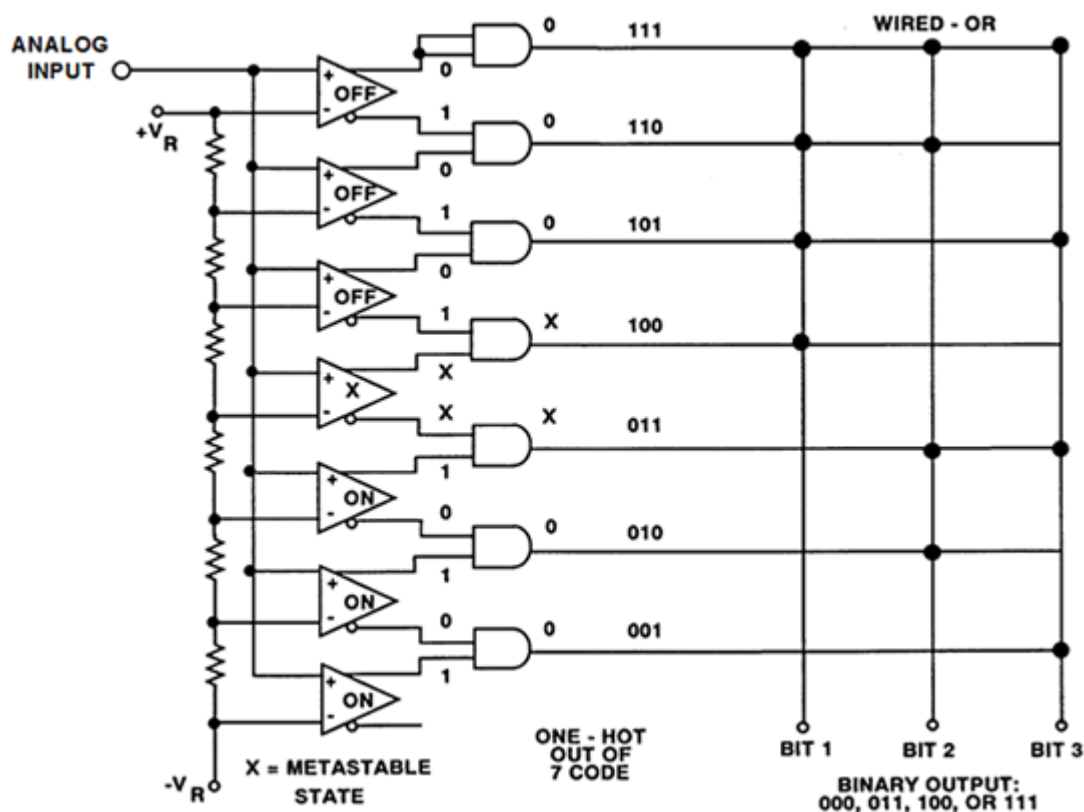 ANALOG
INPUT
+VR
-VR
+
-
OFF
+
-
OFF
+
-
OFF
+
-
X
+
-
ON
+
-
ON
+
-
ON
0
1
0
1
0
1
X
X
1
0
1
0
1
0
111
0
110
0
101
X
100
X
011
0
010
0
001
WIRED - OR
X = METASTABLE
STATE
ONE - HOT
OUT OF
7 CODE
BIT 1
BIT 2
BIT 3
BINARY OUTPUT:
000, 011, 100, OR 111